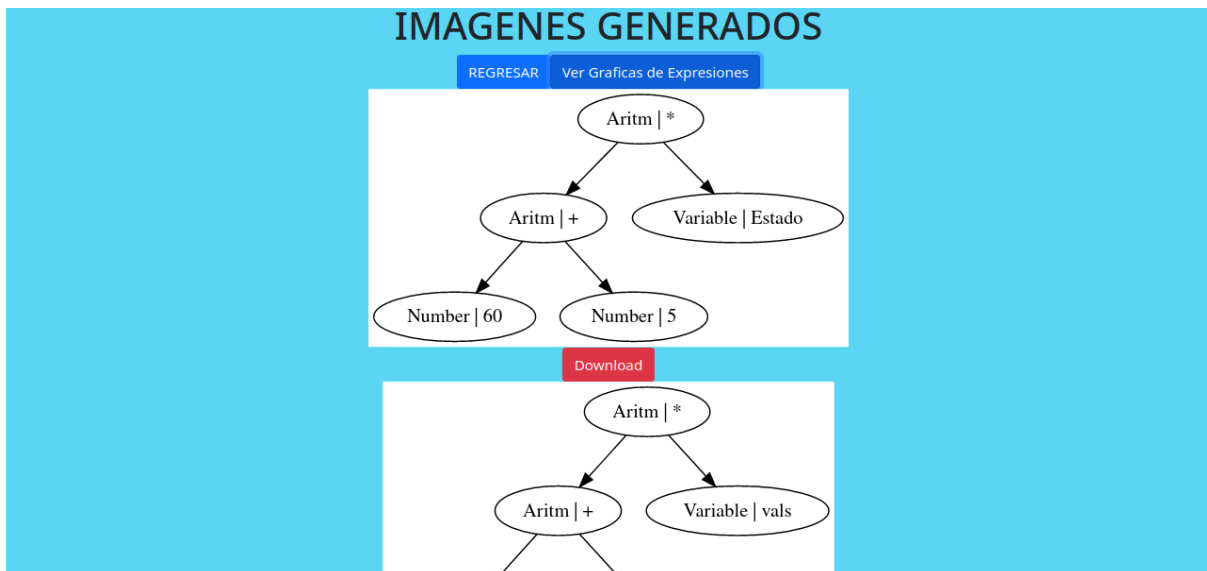 IMAGENES GENERADOS
REGRESAR Ver Graficas de Expresiones
Aritm | *
Aritm | + Variable | Estado
Number | 60 Number | 5
Download
Aritm | *
Aritm | + Variable | vals